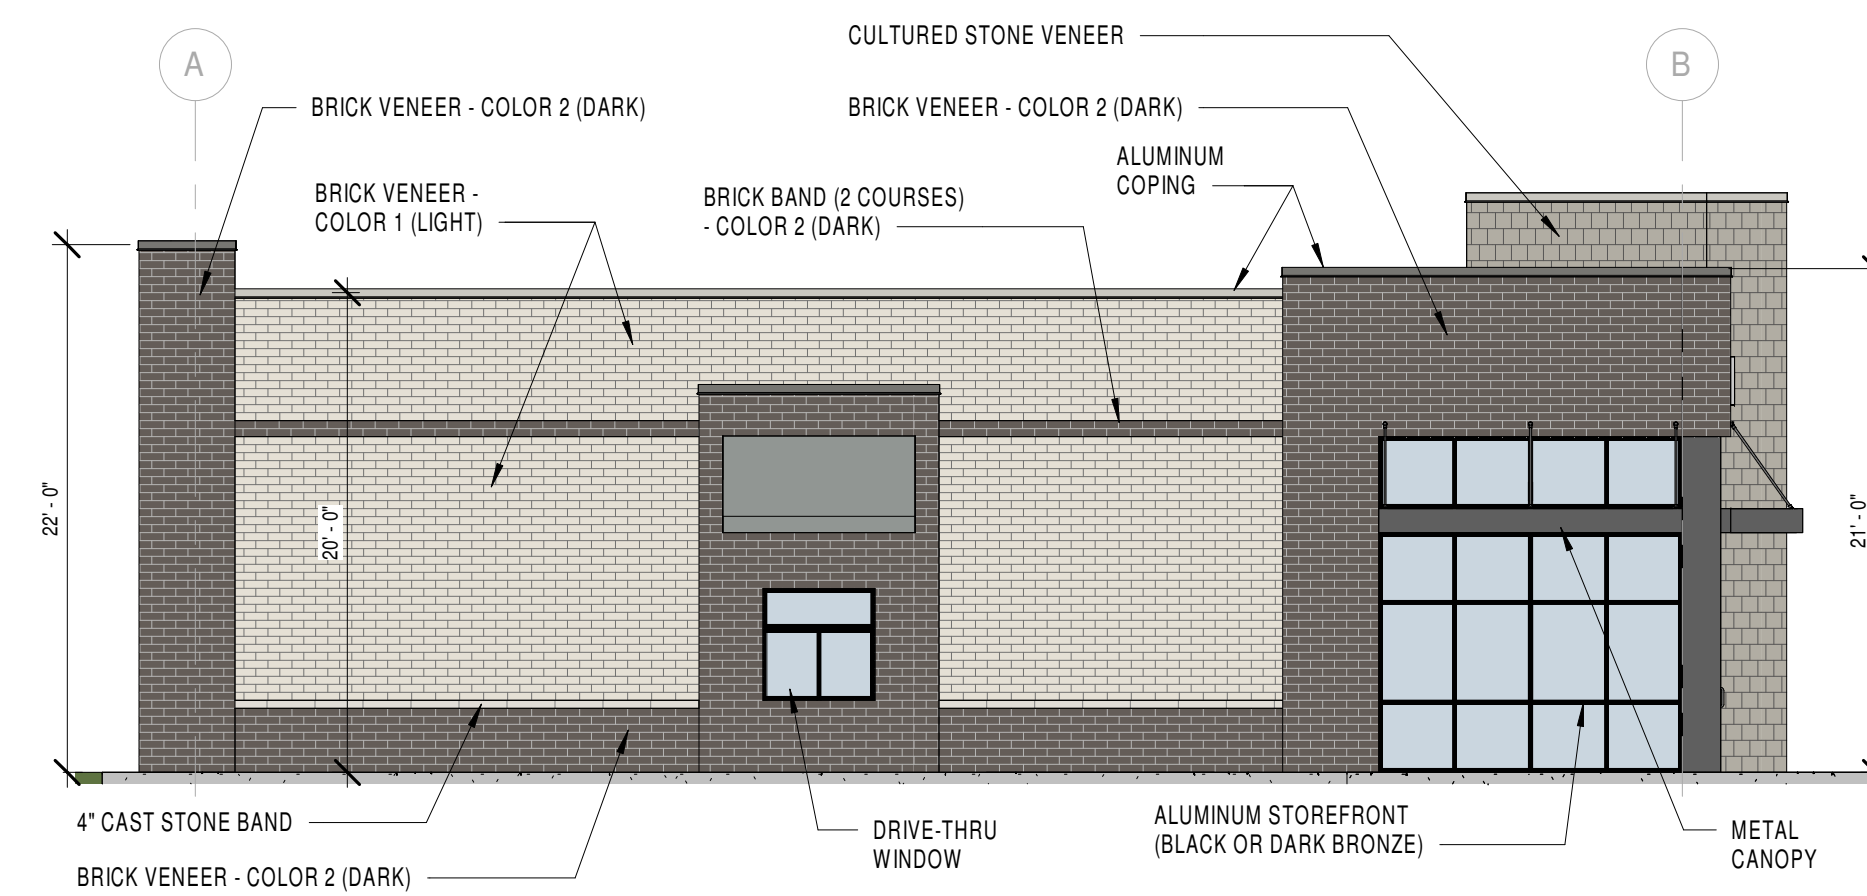 CULTURED STONE VENEER
A
B
BRICK VENEER - COLOR 2 (DARK)
BRICK VENEER - COLOR 2 (DARK)
ALUMINUM
COPING
BRICK VENEER -
COLOR 1 (LIGHT)
BRICK BAND (2 COURSES)
- COLOR 2 (DARK)
22' - 0"
20' - 0"
21' - 0"
4" CAST STONE BAND
BRICK VENEER - COLOR 2 (DARK)
DRIVE-THRU
WINDOW
ALUMINUM STOREFRONT
(BLACK OR DARK BRONZE)
METAL
CANOPY